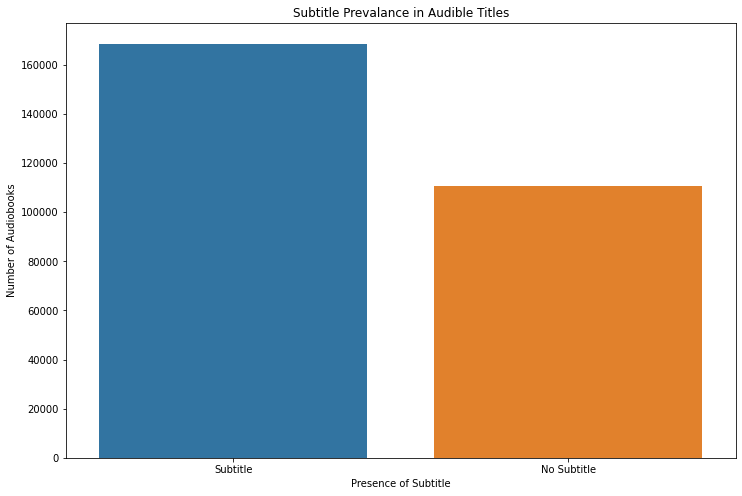 Subtitle Prevalance in Audible Titles
160000
140000
120000
100000
80000
60000
40000
20000
0
Number of Audiobooks
Subtitle
No Subtitle
Presence of Subtitle